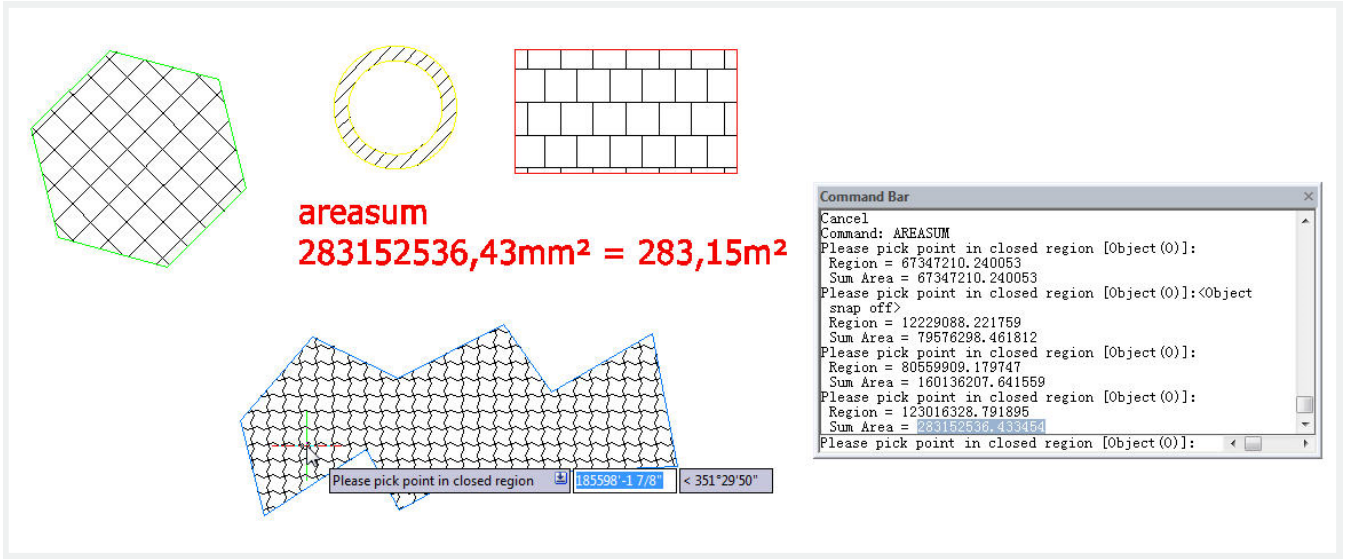 areasum
283152536,43mm² = 283,15m²
Command Bar
Cancel
Command: AREASUM
Please pick point in closed region [Object(O)]:
Region = 67347210.240053
Sum Area = 67347210.240053
Please pick point in closed region [Object(O)]:<Object
snap off>
Region = 12229088.221759
Sum Area = 79576298.461812
Please pick point in closed region [Object(O)]:
Region = 80559909.179747
Sum Area = 160136207.641559
Please pick point in closed region [Object(O)]:
Region = 123016328.791895
Sum Area = 283152536.433454
Please pick point in closed region [Object(O)]:
Please pick point in closed region
185598'-1 7/8"
< 351°29'50"